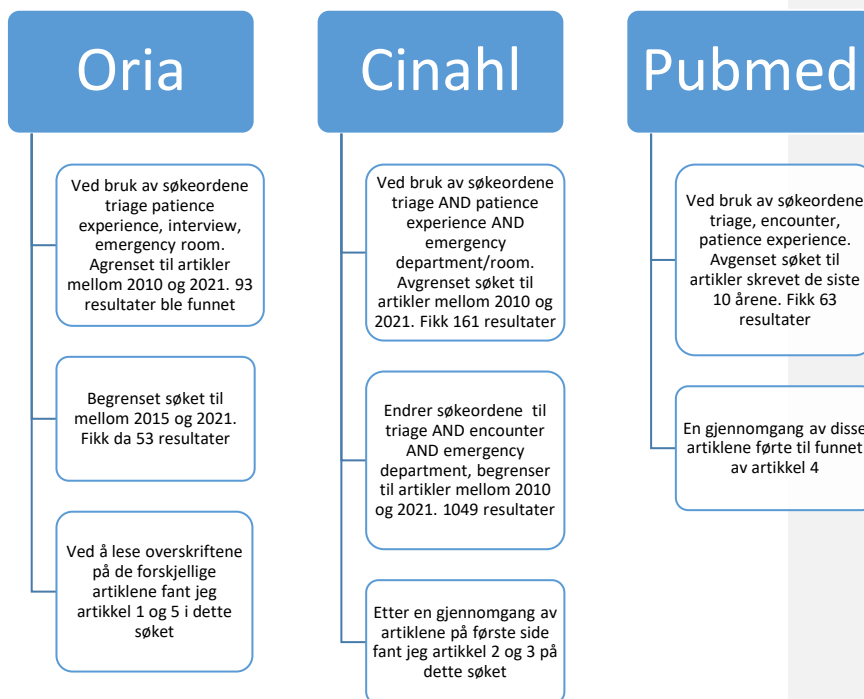 Oria
Ved bruk av søkeordene
triage patience
experience, interview,
emergency room.
Agrenset til artikler
mellom 2010 og 2021. 93
resultater ble funnet
Begrenset søket til
mellom 2015 og 2021.
Fikk da 53 resultater
Ved å lese overskriftene
på de forskjellige
artiklene fant jeg
artikkel 1 og 5 i dette
søket
Cinahl
Ved bruk av søkeordene
triage AND patience
experience AND
emergency
department/room.
Avgrenset søket til
artikler mellom 2010 og
2021. Fikk 161 resultater
Endrer søkeordene til
triage AND encounter
AND emergency
department, begrenser
til artikler mellom 2010
og 2021. 1049 resultater
Etter en gjennomgang av
artiklene på første side
fant jeg artikkel 2 og 3 på
dette søket
Pubmed
Ved bruk av søkeordene
triage, encounter,
patience experience.
Avgenset søket til
artikler skrevet de siste
10 årene. Fikk 63
resultater
En gjennomgang av disse
artiklene førte til funnet
av artikkel 4